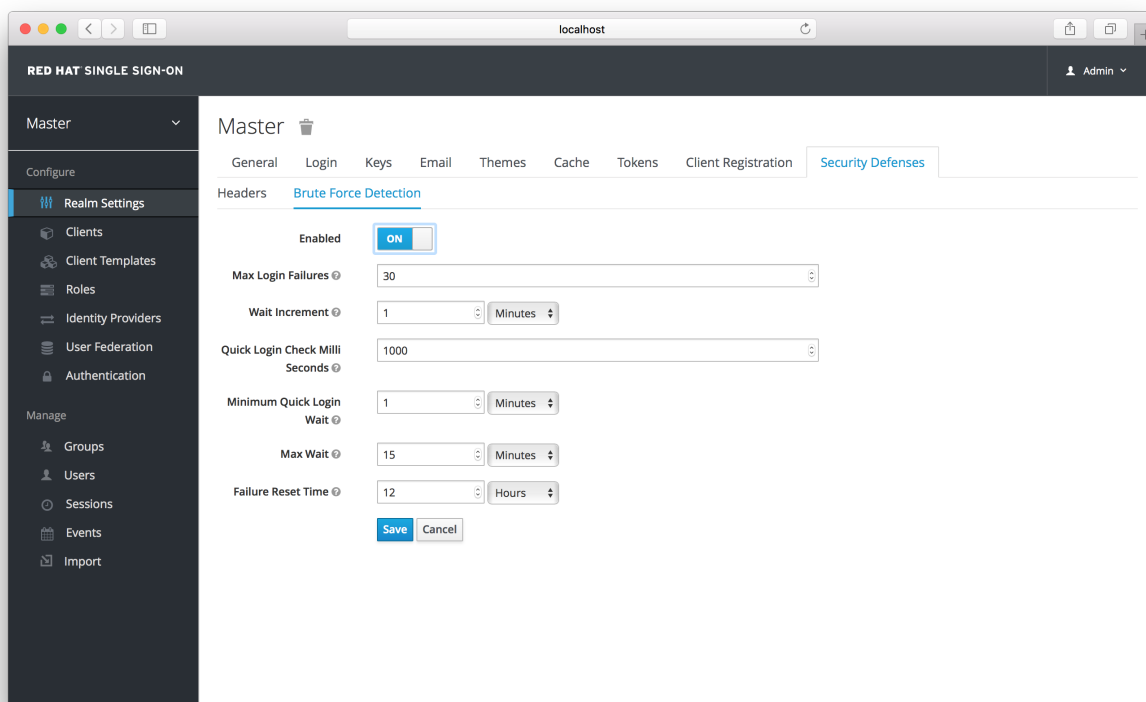 localhost
RED HAT SINGLE SIGN-ON
Admin
Master
Configure
Realm Settings
Clients
Client Templates
Roles
Identity Providers
User Federation
Authentication
Manage
Groups
Users
Sessions
Events
Import
Master
General Login Keys Email Themes Cache Tokens Client Registration Security Defenses
Headers Brute Force Detection
Enabled ON
Max Login Failures 30
Wait Increment 1 Minutes
Quick Login Check Milli
Seconds
1000
Minimum Quick Login
Wait
1 Minutes
Max Wait 15 Minutes
Failure Reset Time 12 Hours
Save Cancel